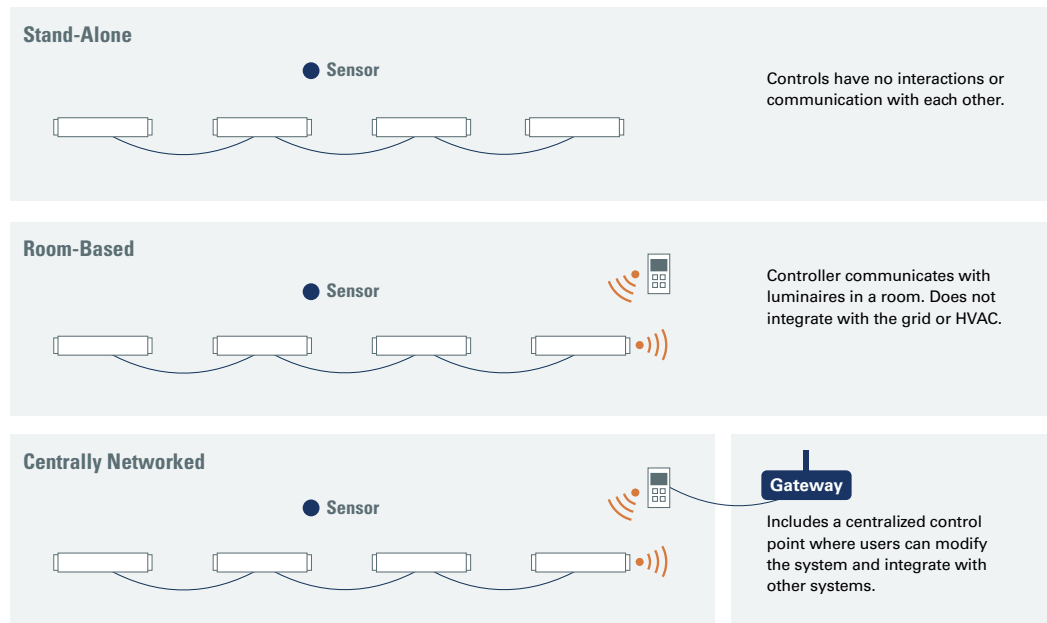 Stand-Alone
Sensor
Controls have no interactions or
communication with each other.
Room-Based
Sensor
Controller communicates with
luminaires in a room. Does not
integrate with the grid or HVAC.
Centrally Networked
Sensor
Gateway
Includes a centralized control
point where users can modify
the system and integrate with
other systems.